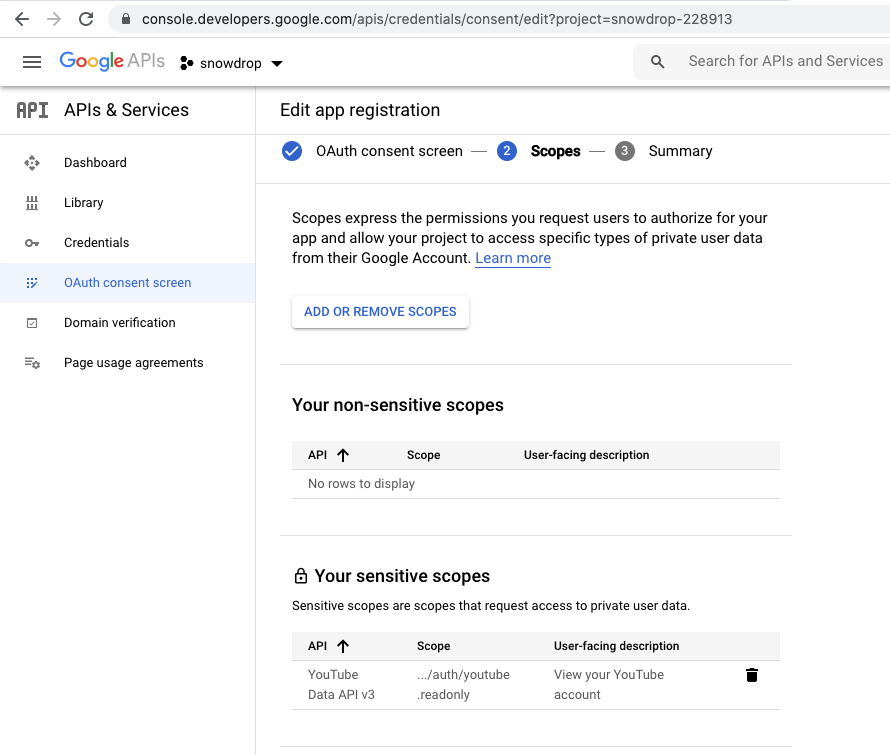 console.developers.google.com/apis/credentials/consent/edit?project=snowdrop-228913
Google APIs
snowdrop
Search for APIs and Services
API APIs & Services
Edit app registration
OAuth consent screen — 2 Scopes — 3 Summary
Dashboard
Library
Credentials
OAuth consent screen
Domain verification
Page usage agreements
Scopes express the permissions you request users to authorize for your
app and allow your project to access specific types of private user data
from their Google Account. Learn more
ADD OR REMOVE SCOPES
Your non-sensitive scopes
API Scope User-facing description
No rows to display
Your sensitive scopes
Sensitive scopes are scopes that request access to private user data.
API Scope User-facing description
YouTube .../auth/youtube View your YouTube
Data API v3 .readonly account